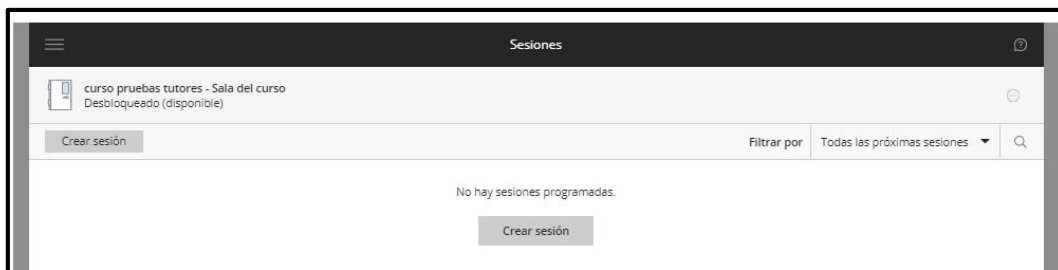 Sesiones
curso pruebas tutores - Sala del curso
Desbloqueado (disponible)
Crear sesión
Filtrar por
Todas las próximas sesiones
No hay sesiones programadas.
Crear sesión